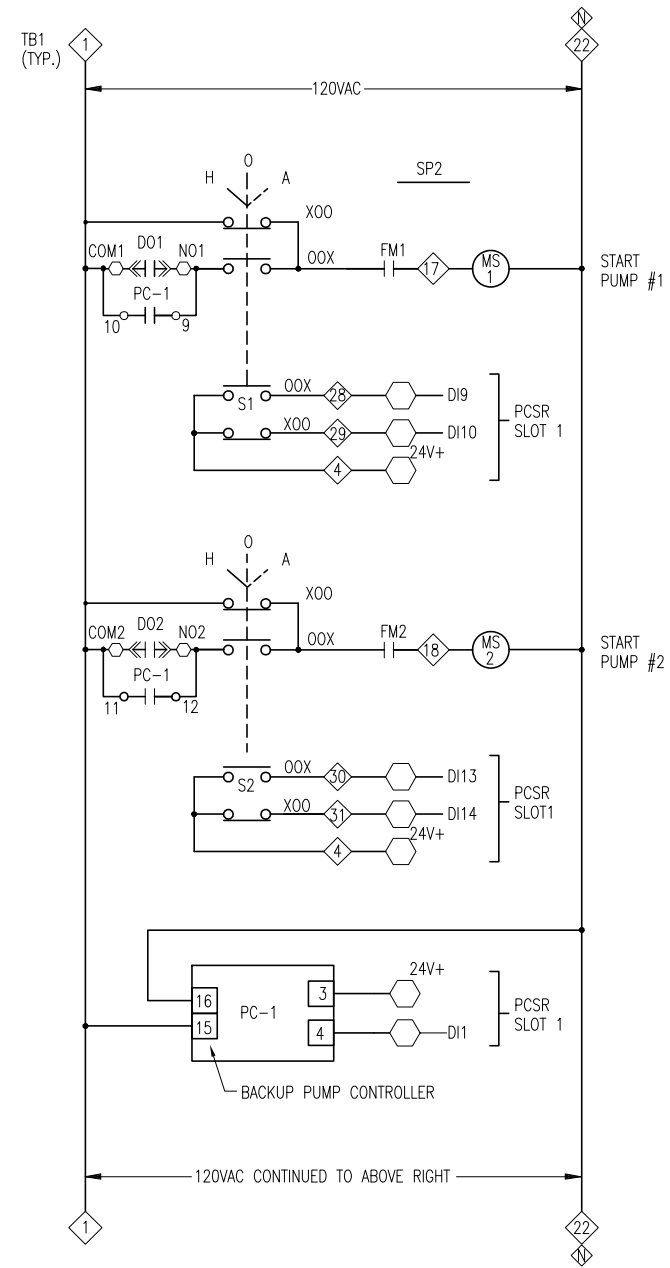 N
TB1
(TYP.)
1
22
120VAC
O
H A
SP2
XOO
COM1 DO1 NO1
OOX
FM1
17
MS
1
START
PUMP #1
PC-1
10 9
S1
OOX
28
DI9
XOO
29
DI10
24V+
4
PCSR
SLOT 1
O
H A
XOO
COM2 DO2 NO2
OOX
FM2
18
MS
2
START
PUMP #2
PC-1
11 12
S2
OOX
30
DI13
XOO
31
DI14
24V+
4
PCSR
SLOT1
16
15
PC-1
3
4
24V+
DI1
PCSR
SLOT 1
BACKUP PUMP CONTROLLER
120VAC CONTINUED TO ABOVE RIGHT
1
22
N